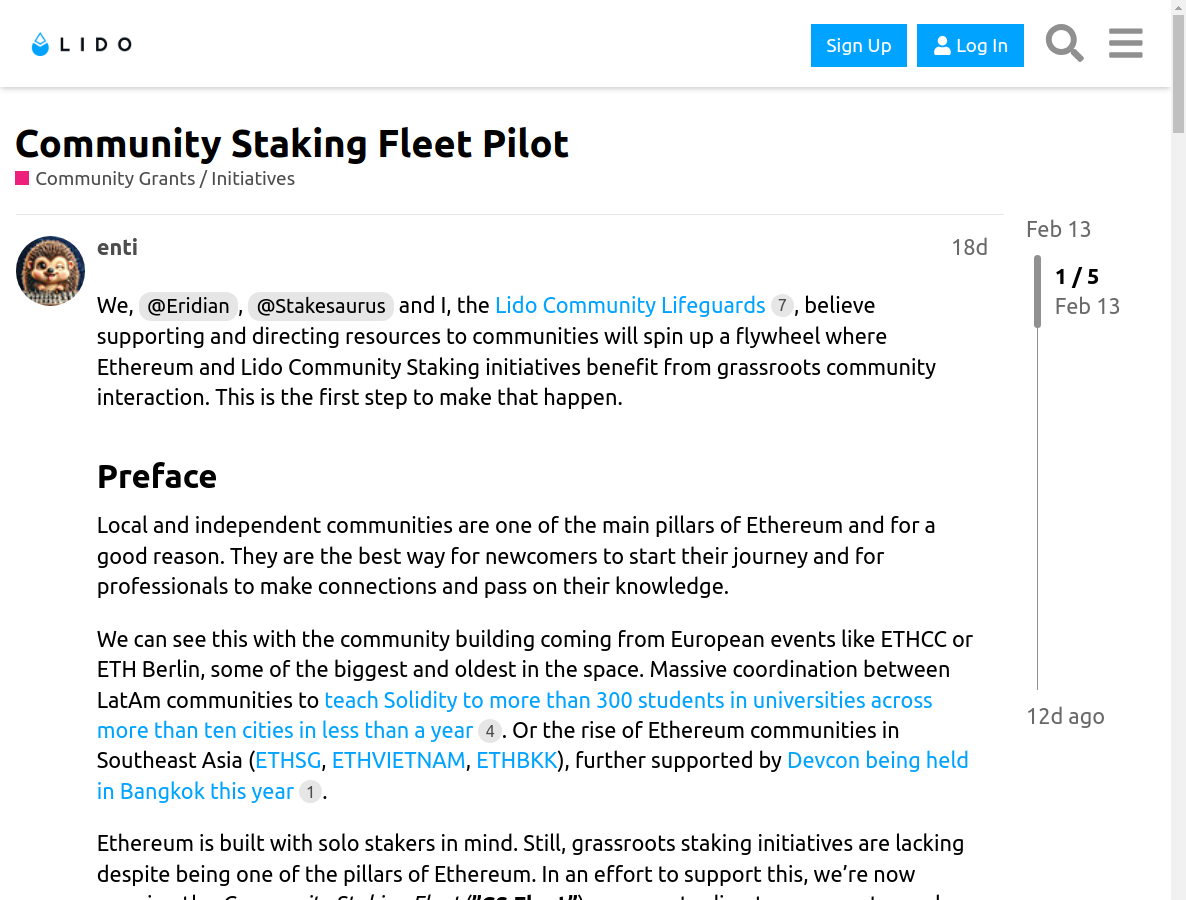 LIDO
Sign Up
Log In
Community Staking Fleet Pilot
Community Grants / Initiatives
enti
18d
Feb 13
1 / 5
Feb 13
12d ago
We, @Eridian, @Stakesaurus and I, the Lido Community Lifeguards 7, believe
supporting and directing resources to communities will spin up a flywheel where
Ethereum and Lido Community Staking initiatives benefit from grassroots community
interaction. This is the first step to make that happen.
Preface
Local and independent communities are one of the main pillars of Ethereum and for a
good reason. They are the best way for newcomers to start their journey and for
professionals to make connections and pass on their knowledge.
We can see this with the community building coming from European events like ETHCC or
ETH Berlin, some of the biggest and oldest in the space. Massive coordination between
LatAm communities to teach Solidity to more than 300 students in universities across
more than ten cities in less than a year 4. Or the rise of Ethereum communities in
Southeast Asia (ETHSG, ETHVIETNAM, ETHBKK), further supported by Devcon being held
in Bangkok this year 1.
Ethereum is built with solo stakers in mind. Still, grassroots staking initiatives are lacking
despite being one of the pillars of Ethereum. In an effort to support this, we’re now
Community Staking Fleet ("CS Fleet")